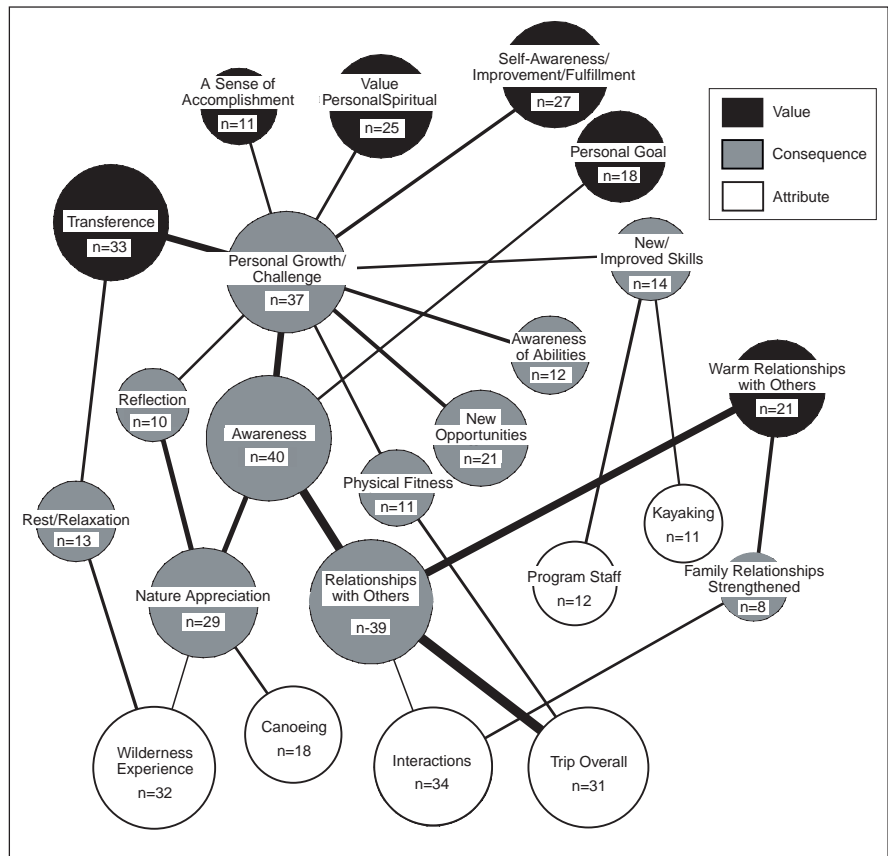 Self-Awareness/
Improvement/Fulfillment
n=27
A Sense of
Accomplishment
n=11
Value
PersonalSpiritual
n=25
Value
Consequence
Attribute
Personal Goal
n=18
Transference
n=33
Personal Growth/
Challenge
n=37
New/
Improved Skills
n=14
Awareness
of Abilities
n=12
Warm Relationships
with Others
n=21
Reflection
n=10
Awareness
n=40
New
Opportunities
n=21
Physical Fitness
n=11
Rest/Relaxation
n=13
Kayaking
n=11
Nature Appreciation
n=29
Relationships
with Others
n-39
Program Staff
n=12
Family Relationships
Strengthened
n=8
Wilderness
Experience
n=32
Canoeing
n=18
Interactions
n=34
Trip Overall
n=31